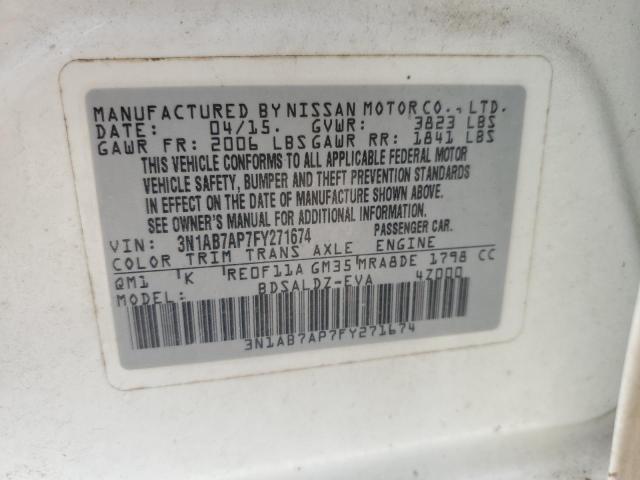 MANUFACTURED BY NISSAN MOTOR CO., LTD.
DATE: 04/15. GVWR: 3823 LBS
GAWR FR: 2006 LBS GAWR RR: 1841 LBS
THIS VEHICLE CONFORMS TO ALL APPLICABLE FEDERAL MOTOR
VEHICLE SAFETY, BUMPER AND THEFT PREVENTION STANDARDS
IN EFFECT ON THE DATE OF MANUFACTURE SHOWN ABOVE.
SEE OWNER'S MANUAL FOR ADDITIONAL INFORMATION.
VIN: 3N1AB7AP7FY271674 PASSENGER CAR.
COLOR TRIM TRANS AXLE ENGINE
QM1 K RE0F11A GM35 MRA8DE 1798 CC
MODEL: BDSALDZ-EVA 4Z000
3N1AB7AP7FY271674